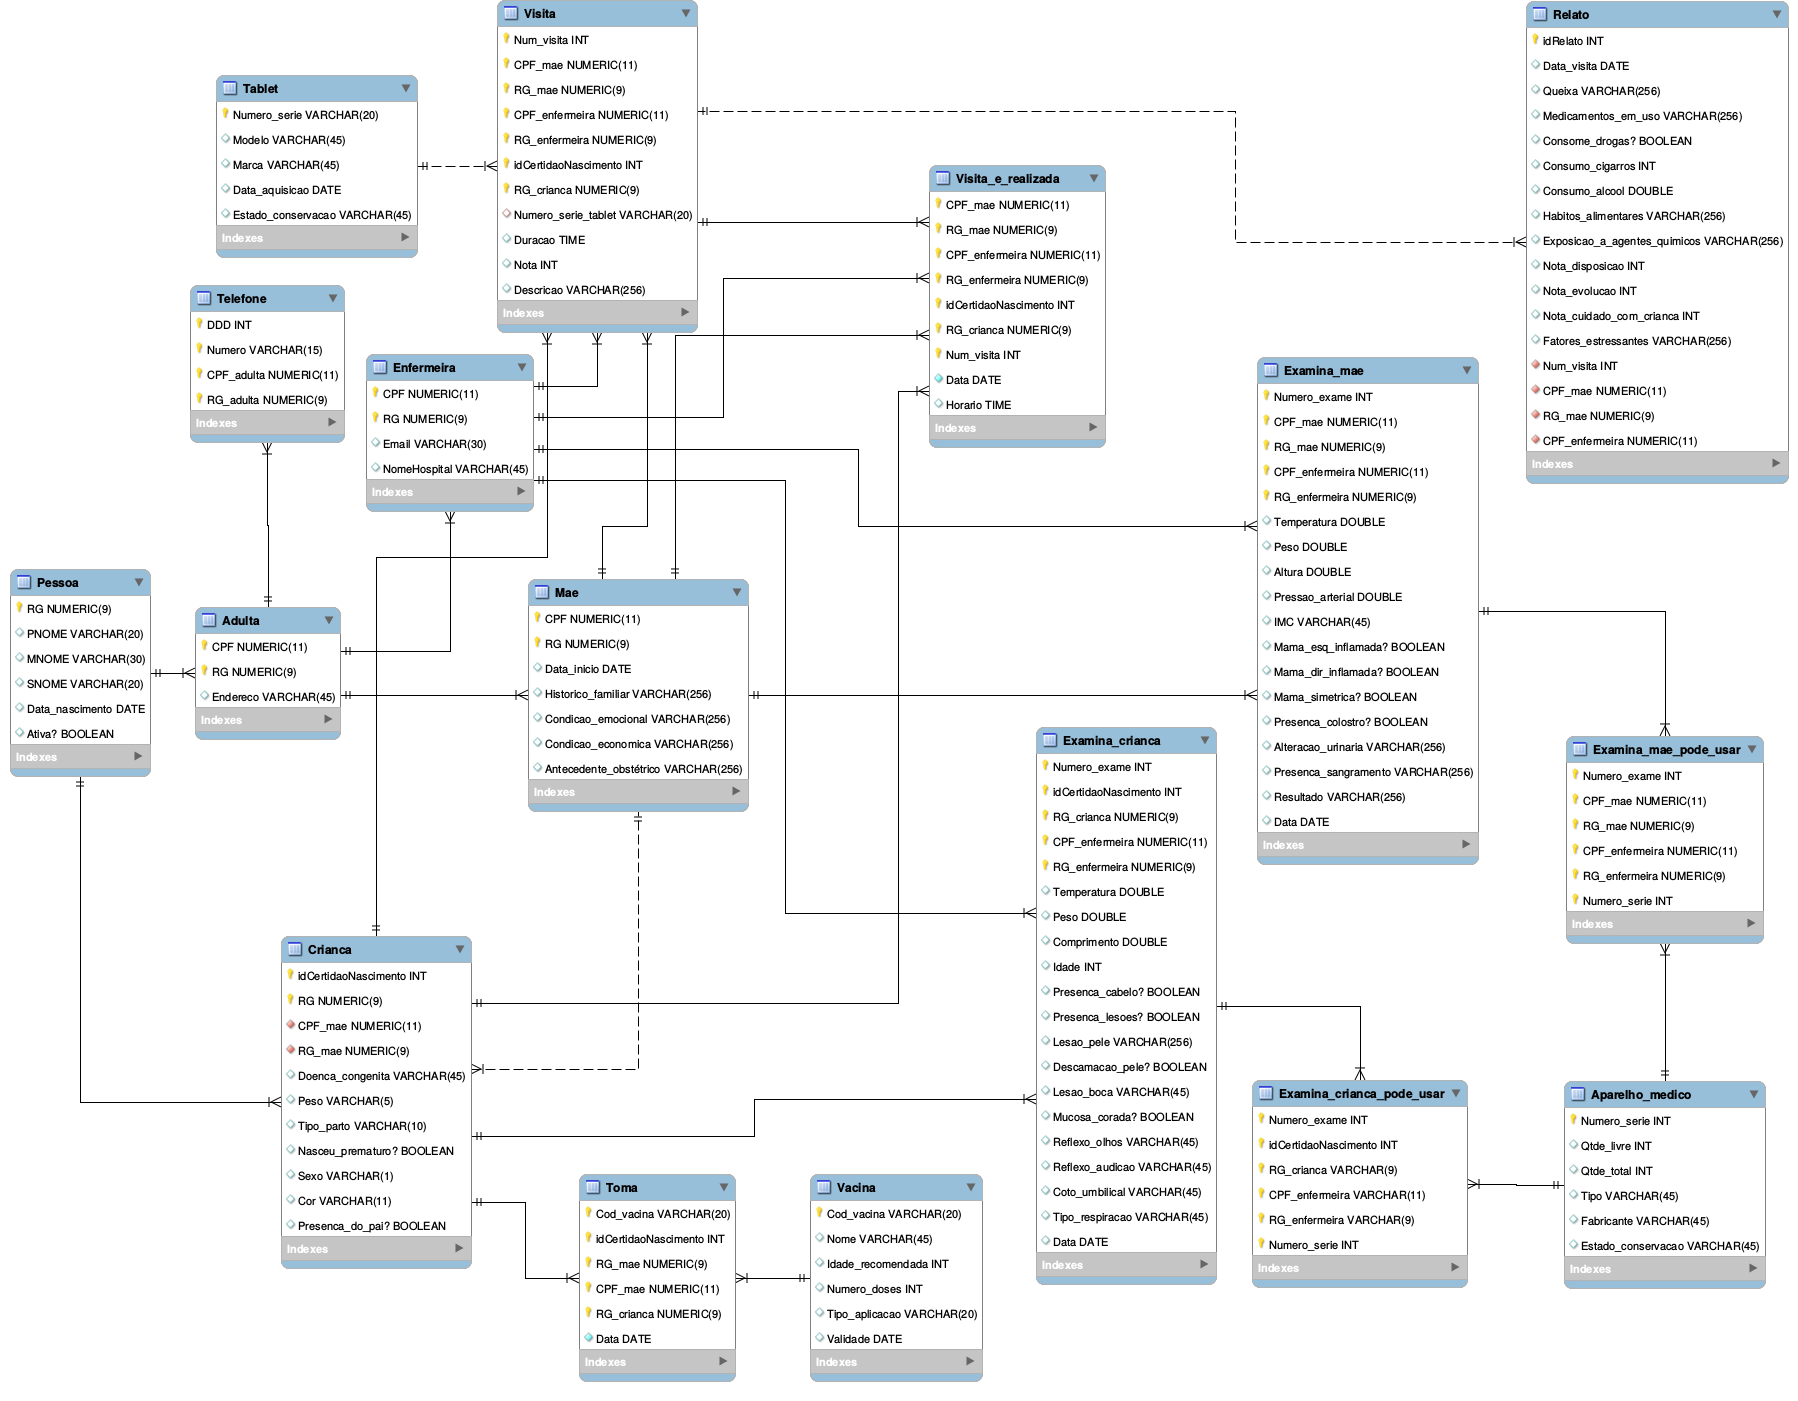 Visita
Num_visita INT
CPF_mae NUMERIC(11)
RG_mae NUMERIC(9)
CPF_enfermeira NUMERIC(11)
RG_enfermeira NUMERIC(9)
idCertidaoNascimento INT
RG_crianca NUMERIC(9)
Numero_serie_tablet VARCHAR(20)
Duracao TIME
Nota INT
Descricao VARCHAR(256)
Indexes
Relato
idRelato INT
Data_visita DATE
Queixa VARCHAR(256)
Medicamentos_em_uso VARCHAR(256)
Consome_drogas? BOOLEAN
Consumo_cigarros INT
Consumo_alcool DOUBLE
Habitos_alimentares VARCHAR(256)
Exposicao_a_agentes_quimicos VARCHAR(256)
Nota_disposicao INT
Nota_evolucao INT
Nota_cuidado_com_crianca INT
Fatores_estressantes VARCHAR(256)
Num_visita INT
CPF_mae NUMERIC(11)
RG_mae NUMERIC(9)
CPF_enfermeira NUMERIC(11)
Indexes
Tablet
Numero_serie VARCHAR(20)
Modelo VARCHAR(45)
Marca VARCHAR(45)
Data_aquisicao DATE
Estado_conservacao VARCHAR(45)
Indexes
Visita_e_realizada
CPF_mae NUMERIC(11)
RG_mae NUMERIC(9)
CPF_enfermeira NUMERIC(11)
RG_enfermeira NUMERIC(9)
idCertidaoNascimento INT
RG_crianca NUMERIC(9)
Num_visita INT
Data DATE
Horario TIME
Indexes
Telefone
DDD INT
Numero VARCHAR(15)
CPF_adulta NUMERIC(11)
RG_adulta NUMERIC(9)
Indexes
Enfermeira
CPF NUMERIC(11)
RG NUMERIC(9)
Email VARCHAR(30)
NomeHospital VARCHAR(45)
Indexes
Examina_mae
Numero_exame INT
CPF_mae NUMERIC(11)
RG_mae NUMERIC(9)
CPF_enfermeira NUMERIC(11)
RG_enfermeira NUMERIC(9)
Temperatura DOUBLE
Peso DOUBLE
Altura DOUBLE
Pressao_arterial DOUBLE
IMC VARCHAR(45)
Mama_esq_inflamada? BOOLEAN
Mama_dir_inflamada? BOOLEAN
Mama_simetrica? BOOLEAN
Presenca_colostro? BOOLEAN
Alteracao_urinaria VARCHAR(256)
Presenca_sangramento VARCHAR(256)
Resultado VARCHAR(256)
Data DATE
Indexes
Pessoa
RG NUMERIC(9)
PNOME VARCHAR(20)
MNOME VARCHAR(30)
SNOME VARCHAR(20)
Data_nascimento DATE
Ativa? BOOLEAN
Indexes
Adulta
CPF NUMERIC(11)
RG NUMERIC(9)
Endereco VARCHAR(45)
Indexes
Mae
CPF NUMERIC(11)
RG NUMERIC(9)
Data_inicio DATE
Historico_familiar VARCHAR(256)
Condicao_emocional VARCHAR(256)
Condicao_economica VARCHAR(256)
Antecedente_obstétrico VARCHAR(256)
Indexes
Examina_crianca
Numero_exame INT
idCertidaoNascimento INT
RG_crianca NUMERIC(9)
CPF_enfermeira NUMERIC(11)
RG_enfermeira NUMERIC(9)
Temperatura DOUBLE
Peso DOUBLE
Comprimento DOUBLE
Idade INT
Presenca_cabelo? BOOLEAN
Presenca_lesoes? BOOLEAN
Lesao_pele VARCHAR(256)
Descamacao_pele? BOOLEAN
Lesao_boca VARCHAR(45)
Mucosa_corada? BOOLEAN
Reflexo_olhos VARCHAR(45)
Reflexo_audicao VARCHAR(45)
Coto_umbilical VARCHAR(45)
Tipo_respiracao VARCHAR(45)
Data DATE
Indexes
Examina_mae_pode_usar
Numero_exame INT
CPF_mae NUMERIC(11)
RG_mae NUMERIC(9)
CPF_enfermeira NUMERIC(11)
RG_enfermeira NUMERIC(9)
Numero_serie INT
Indexes
Crianca
idCertidaoNascimento INT
RG NUMERIC(9)
CPF_mae NUMERIC(11)
RG_mae NUMERIC(9)
Doenca_congenita VARCHAR(45)
Peso VARCHAR(5)
Tipo_parto VARCHAR(10)
Nasceu_prematuro? BOOLEAN
Sexo VARCHAR(1)
Cor VARCHAR(11)
Presenca_do_pai? BOOLEAN
Indexes
Examina_crianca_pode_usar
Numero_exame INT
idCertidaoNascimento INT
RG_crianca VARCHAR(9)
CPF_enfermeira VARCHAR(11)
RG_enfermeira VARCHAR(9)
Numero_serie INT
Indexes
Aparelho_medico
Numero_serie INT
Qtde_livre INT
Qtde_total INT
Tipo VARCHAR(45)
Fabricante VARCHAR(45)
Estado_conservacao VARCHAR(45)
Indexes
Toma
Cod_vacina VARCHAR(20)
idCertidaoNascimento INT
RG_mae NUMERIC(9)
CPF_mae NUMERIC(11)
RG_crianca NUMERIC(9)
Data DATE
Indexes
Vacina
Cod_vacina VARCHAR(20)
Nome VARCHAR(45)
Idade_recomendada INT
Numero_doses INT
Tipo_aplicacao VARCHAR(20)
Validade DATE
Indexes